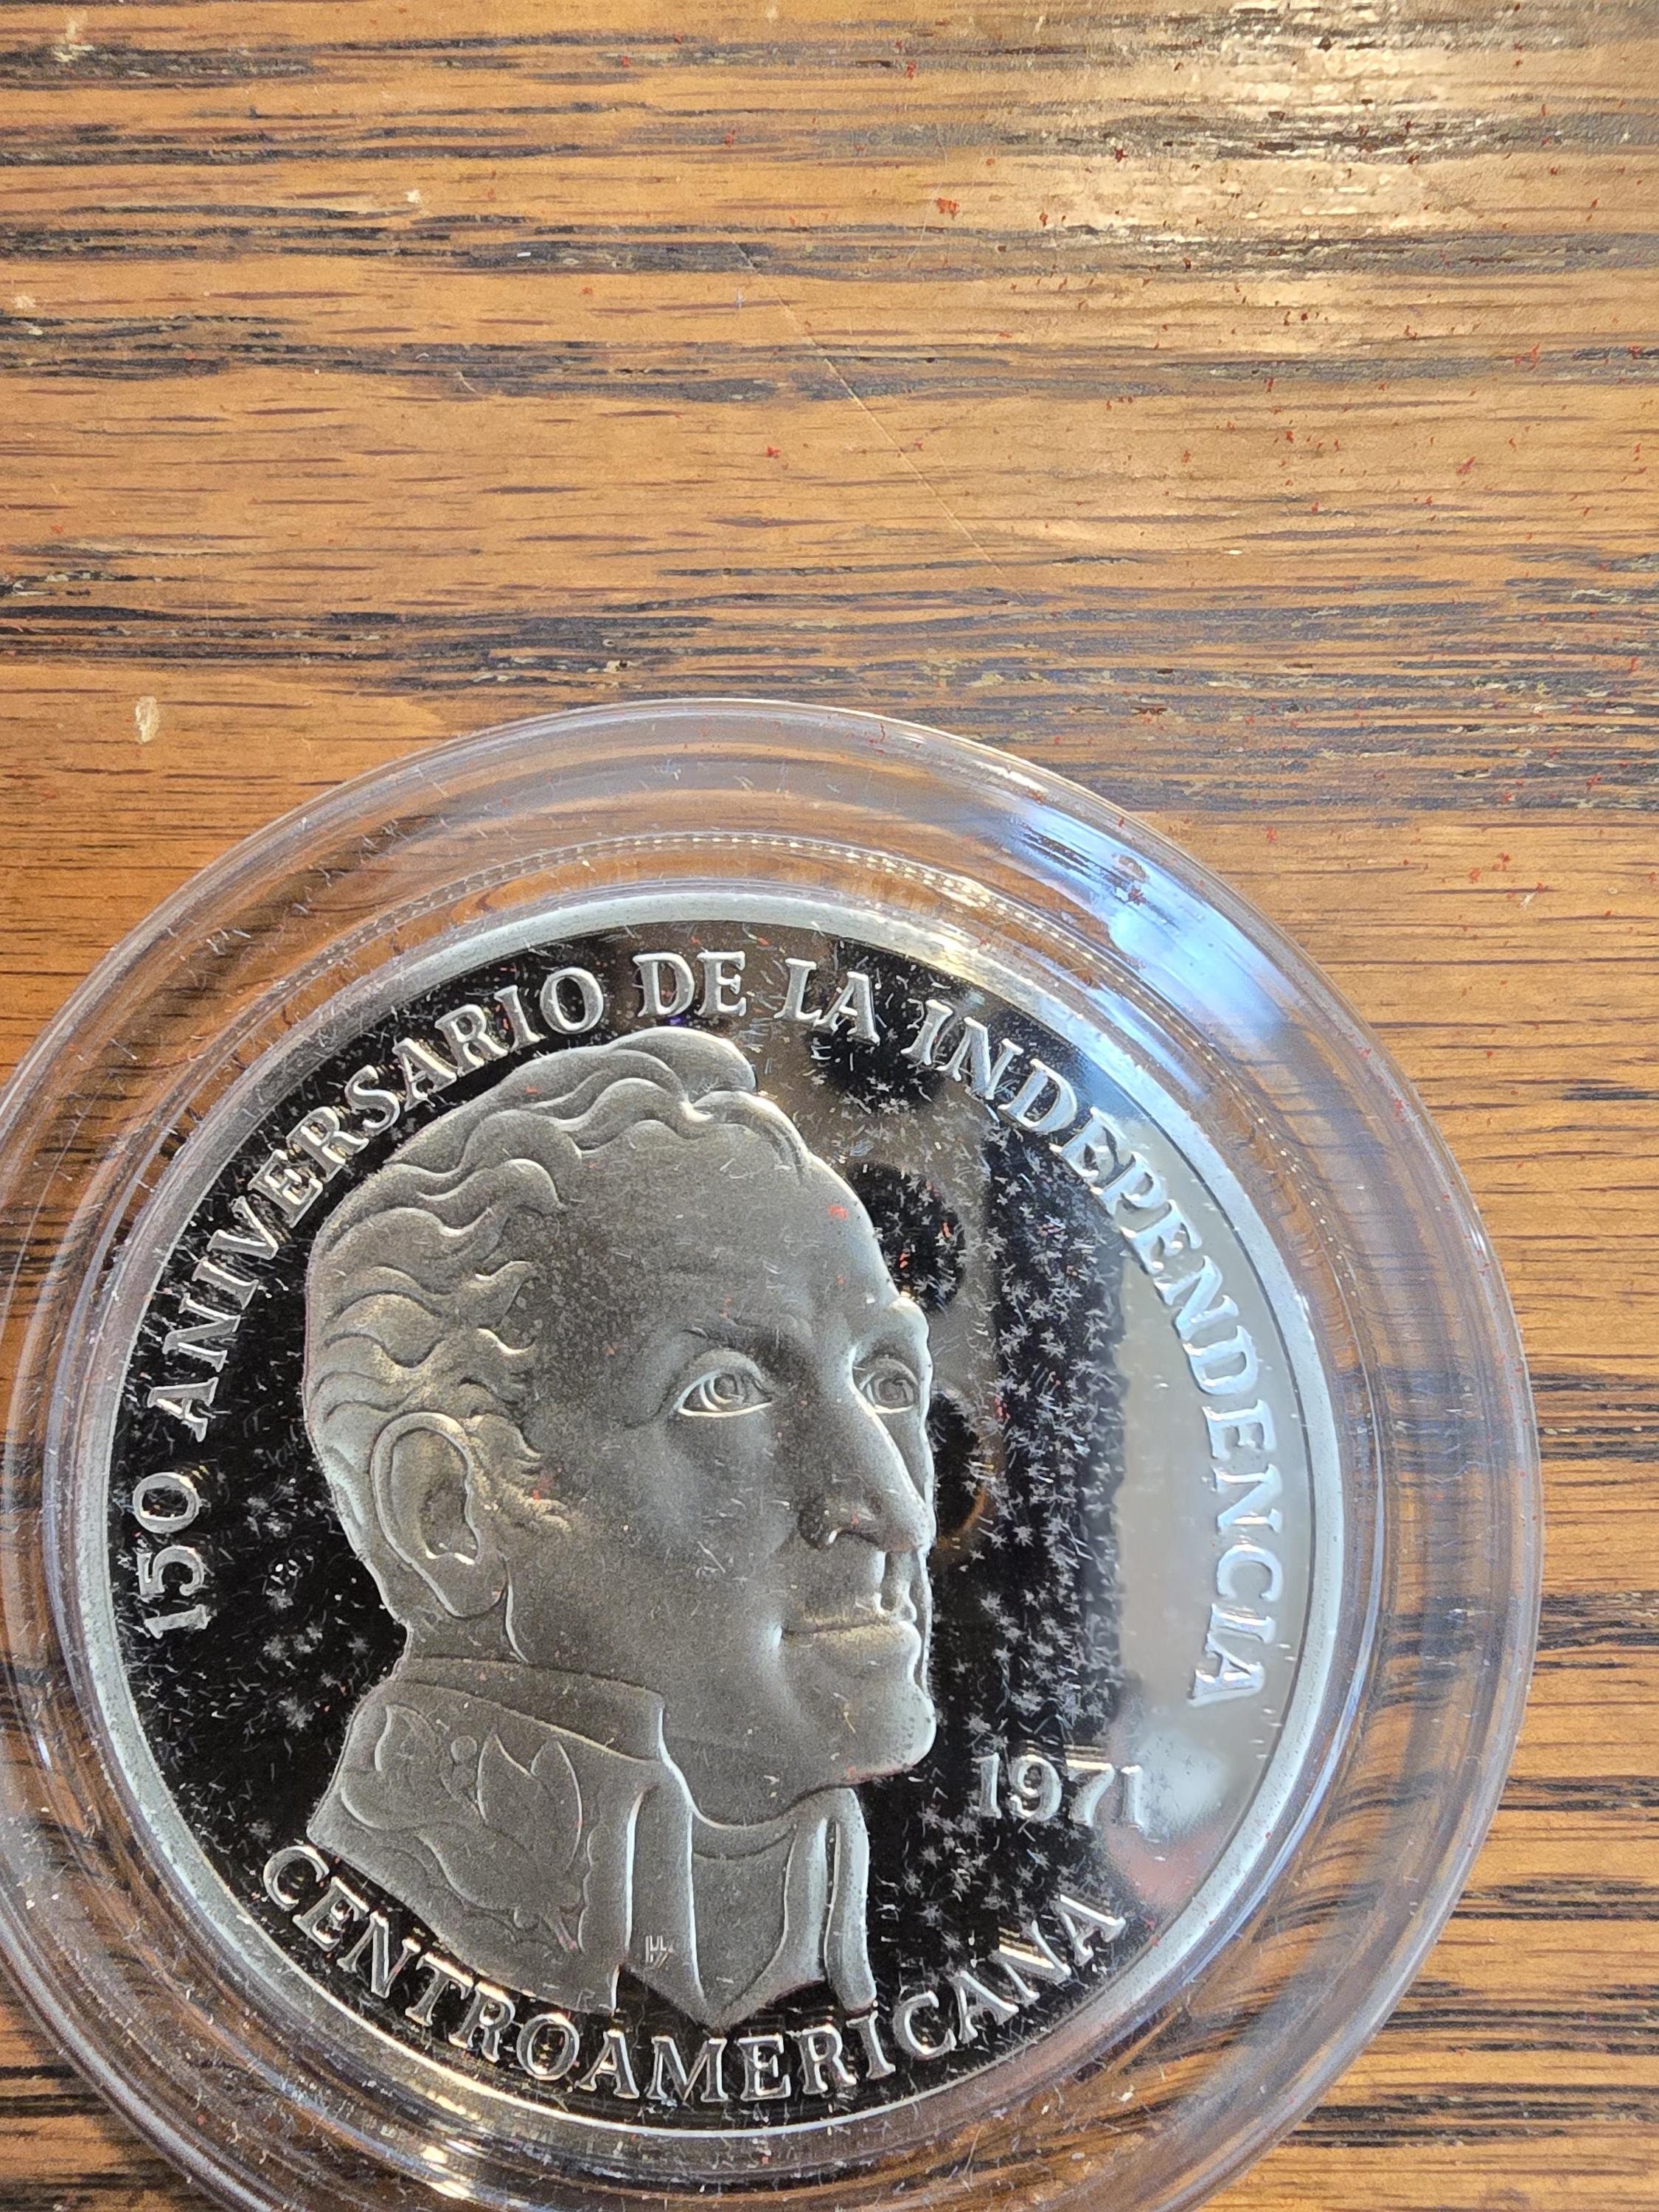 150 ANIVERSARIO DE LA INDEPENDENCIA
1971
CENTROAMERICANA